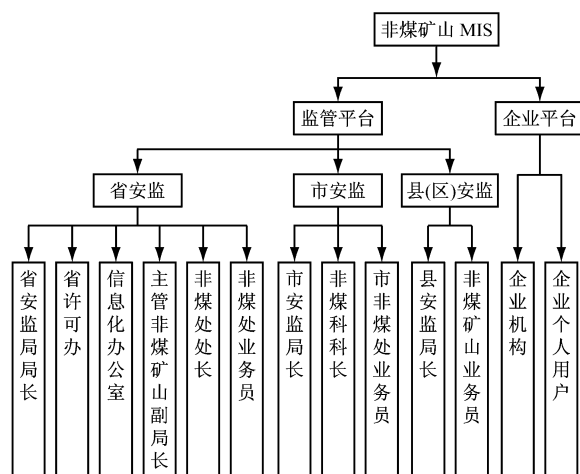 非煤矿山 MIS
监管平台
企业平台
省安监
市安监
县(区)安监
省安监局局长
省许可办
信息化办公室
主管非煤矿山副局长
非煤处处长
非煤处业务员
市安监局长
非煤科科长
市非煤处业务员
县安监局长
非煤矿山业务员
企业机构
企业个人用户